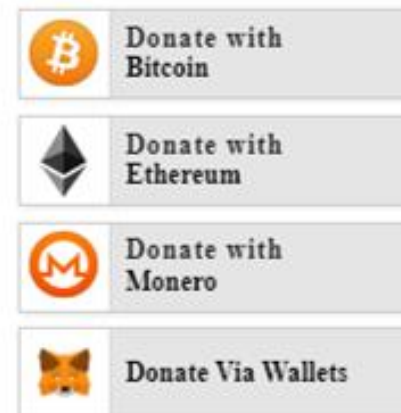 Donate with
Bitcoin
Donate with
Ethereum
Donate with
Monero
Donate Via Wallets